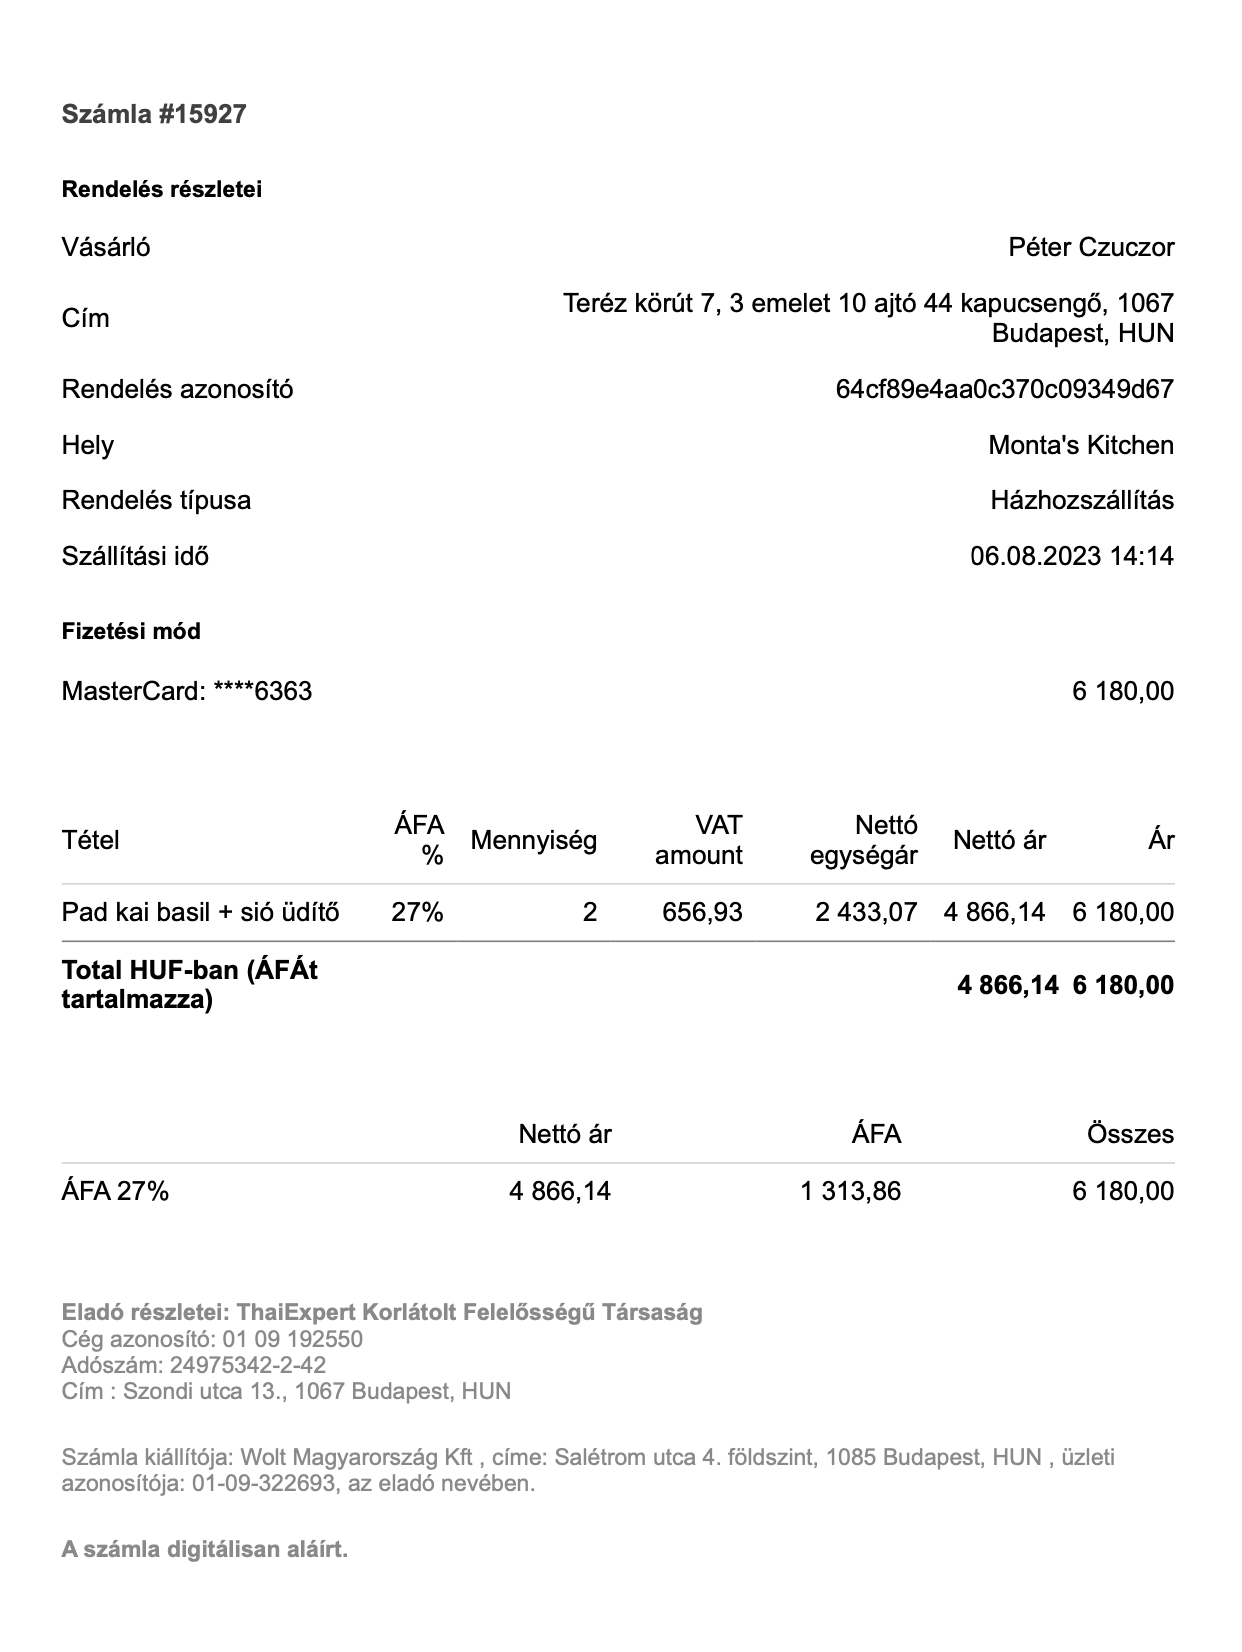 Számla #15927
Rendelés részletei
Vásárló Péter Czuczor
Cím Teréz körút 7, 3 emelet 10 ajtó 44 kapucsengő, 1067
Budapest, HUN
Rendelés azonosító 64cf89e4aa0c370c09349d67
Hely Monta's Kitchen
Rendelés típusa Házhozszállítás
Szállítási idő 06.08.2023 14:14
Fizetési mód
MasterCard: ****6363 6 180,00
Tétel ÁFA % Mennyiség VAT amount Nettó egységár Nettó ár Ár
Pad kai basil + sió üdítő 27% 2 656,93 2 433,07 4 866,14 6 180,00
Total HUF-ban (ÁFÁt
tartalmazza) 4 866,14 6 180,00
Nettó ár ÁFA Összes
ÁFA 27% 4 866,14 1 313,86 6 180,00
Eladó részletei: ThaiExpert Korlátolt Felelősségű Társaság
Cég azonosító: 01 09 192550
Adószám: 24975342-2-42
Cím : Szondi utca 13., 1067 Budapest, HUN
Számla kiállítója: Wolt Magyarország Kft , címe: Salétrom utca 4. földszint, 1085 Budapest, HUN , üzleti
azonosítója: 01-09-322693, az eladó nevében.
A számla digitálisan aláírt.